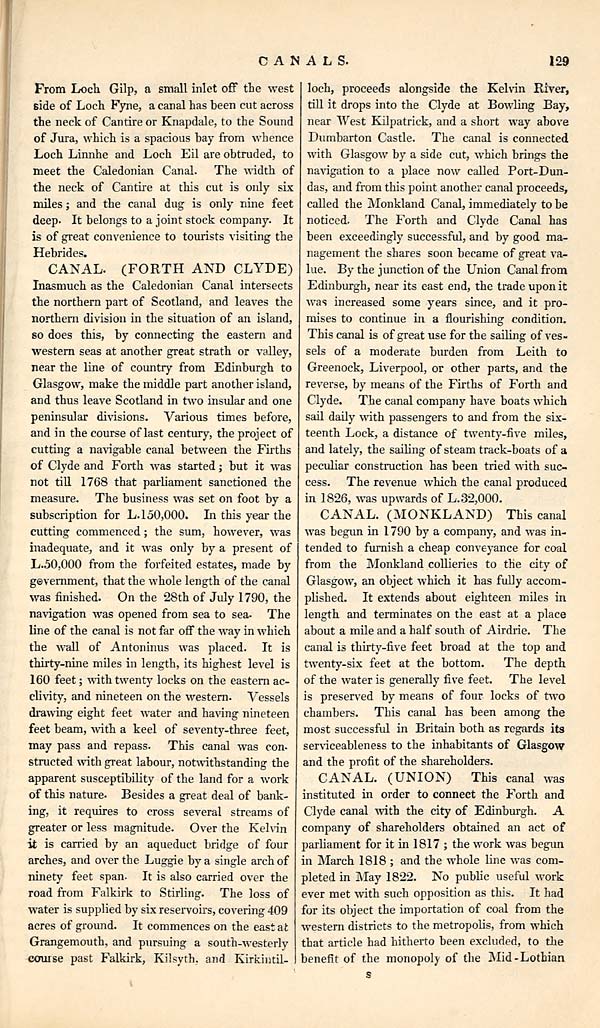 CANALS.
129
From Loch Gilp, a small inlet off the west
side of Loch Fyne, a canal has been cut across
the neck of Cantire or Knapdale, to the Sound
of Jura, which is a spacious bay from whence
Loch Linnhe and Loch Eil are obtruded, to
meet the Caledonian Canal. The width of
the neck of Cantire at this cut is only six
miles; and the canal dug is only nine feet
deep. It belongs to a joint stock company. It
is of great convenience to tourists visiting the
Hebrides.
CANAL. (FORTH AND CLYDE)
Inasmuch as the Caledonian Canal intersects
the northern part of Scotland, and leaves the
northern division in the situation of an island,
so does this, by connecting the eastern and
western seas at another great strath or valley,
near the line of country from Edinburgh to
Glasgow, make the middle part another island,
and thus leave Scotland in two insular and one
peninsular divisions. Various times before,
and in the course of last century, the project of
cutting a navigable canal between the Firths
of Clyde and Forth was started; but it was
not till 1768 that parliament sanctioned the
measure. The business was set on foot by a
subscription for L.150,000. In this year the
cutting commenced; the sum, however, was
inadequate, and it was only by a present of
L.50,000 from the forfeited estates, made by
government, that the whole length of the canal
was finished. On the 28th of July 1790, the
navigation was opened from sea to sea. The
line of the canal is not far off the way in which
the wall of Antoninus was placed. It is
thirty-nine miles in length, its highest level is
160 feet; with twenty locks on the eastern ac-
clivity, and nineteen on the western. Vessels
drawing eight feet water and having nineteen
feet beam, with a keel of seventy-three feet,
may pass and repass. This canal was con-
structed with great labour, notwithstanding the
apparent susceptibility of the land for a work
of this nature. Besides a great deal of bank-
ing, it requires to cross several streams of
greater or less magnitude. Over the Kelvin
it is carried by an aqueduct bridge of four
arches, and over the Luggie by a single arch of
ninety feet span. It is also carried over the
road from Falkirk to Stirling. The loss of
water is supplied by six reservoirs, covering 409
acres of ground. It commences on the east at
Grangemouth, and pursuing a south-westerly
course past Falkirk, Kilsyth, and Kirkintil-
loch, proceeds alongside the Kelvin River,
till it drops into the Clyde at Bowling Bay,
near West Kilpatrick, and a short way above
Dumbarton Castle. The canal is connected
with Glasgow by a side cut, which brings the
navigation to a place now called Port-Dun-
das, and from this point another canal proceeds,
called the Monkland Canal, immediately to be
noticed. The Forth and Clyde Canal has
been exceedingly successful, and by good ma-
nagement the shares soon became of great va-
lue. By the junction of the Union Canal from
Edinburgh, near its east end, the trade upon it
was increased some years since, and it pro-
mises to continue in a flourishing condition.
This canal is of great use for the sailing of ves-
sels of a moderate burden from Leith to
Greenock, Liverpool, or other parts, and the
reverse, by means of the Firths of Forth and
Clyde. The canal company have boats which
sail daily with passengers to and from the six-
teenth Lock, a distance of twenty-five miles,
and lately, the sailing of steam track-boats of a
peculiar construction has been tried with suc-
cess. The revenue which the canal produced
in 1826, was upwards of L.32,000.
CANAL. (MONKLAND) This canal
was begun in 1790 by a company, and was in-
tended to furnish a cheap conveyance for coal
from the Monkland collieries to the city of
Glasgow, an object which it has fully accom-
plished. It extends about eighteen miles in
length and terminates on the east at a place
about a mile and a half south of Airdrie. The
canal is thirty-five feet broad at the top and
twenty-six feet at the bottom. The depth
of the water is generally five feet. The level
is preserved by means of four locks of two
chambers. This canal has been among the
most successful in Britain both as regards its
serviceableness to the inhabitants of Glasgow
and the profit of the shareholders.
CANAL. (UNION) This canal was
instituted in order to connect the Forth and
Clyde canal with the city of Edinburgh. A
company of shareholders obtained an act of
parliament for it in 1817; the work was begun
in March 1818; and the whole line was com-
pleted in May 1822. No public useful work
ever met with such opposition as this. It had
for its object the importation of coal from the
western districts to the metropolis, from which
that article had hitherto been excluded, to the
benefit of the monopoly of the Mid-Lothian
s